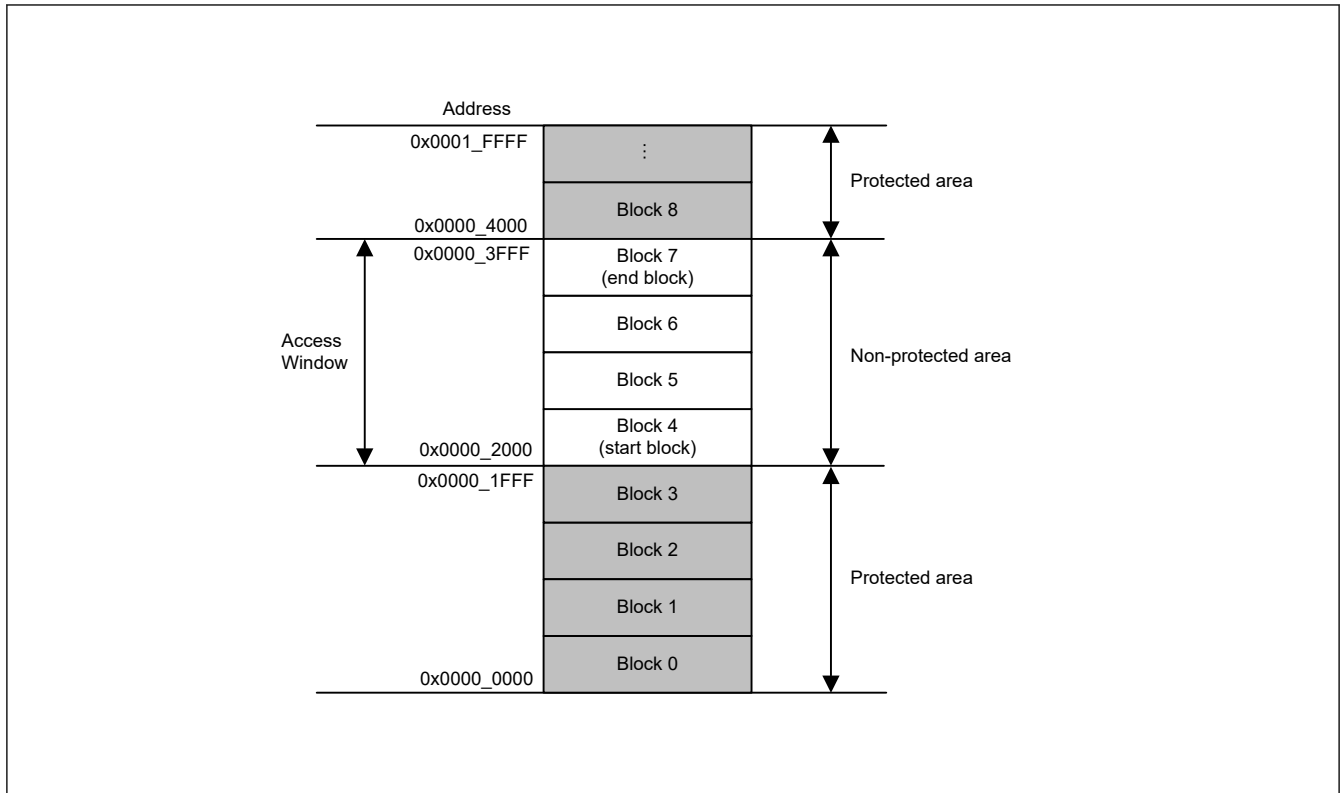 Address
0x0001_FFFF
⋮
Protected area
Block 8
0x0000_4000
0x0000_3FFF
Block 7
(end block)
Block 6
Access
Window
Non-protected area
Block 5
Block 4
(start block)
0x0000_2000
0x0000_1FFF
Block 3
Block 2
Protected area
Block 1
Block 0
0x0000_0000